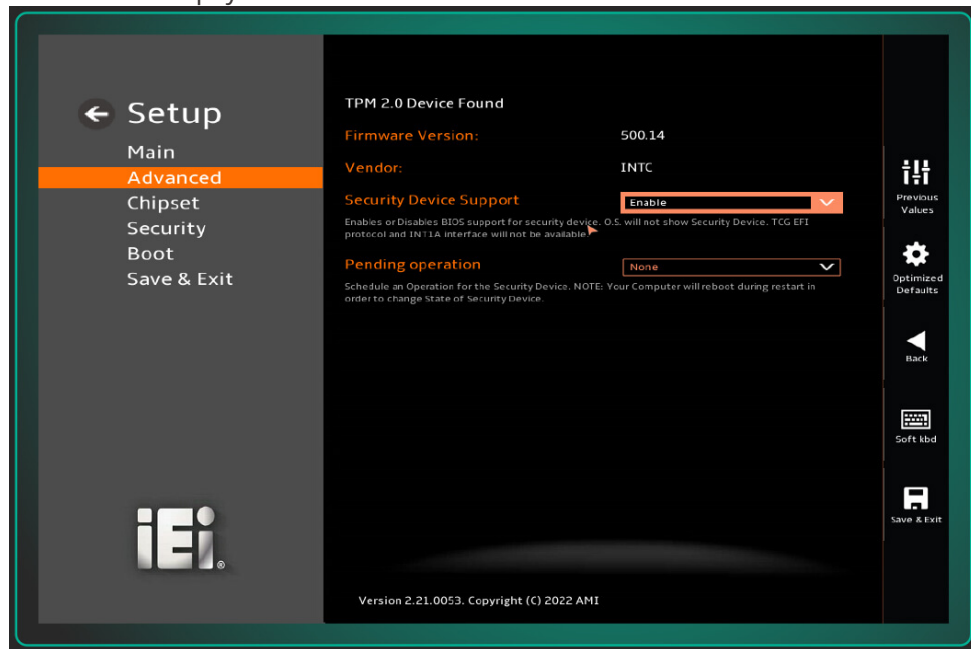 Setup
Main
Advanced
Chipset
Security
Boot
Save & Exit
TPM 2.0 Device Found
Firmware Version: 500.14
Vendor: INTC
Security Device Support Enable
Enables or Disables BIOS support for security device. O.S. will not show Security Device. TCG EFI
protocol and INT1A interface will not be available.
Pending operation None
Schedule an Operation for the Security Device. NOTE: Your Computer will reboot during restart in
order to change State of Security Device.
Previous
Values
Optimized
Defaults
Back
Soft kbd
Save & Exit
iEi®
Version 2.21.0053. Copyright (C) 2022 AMI